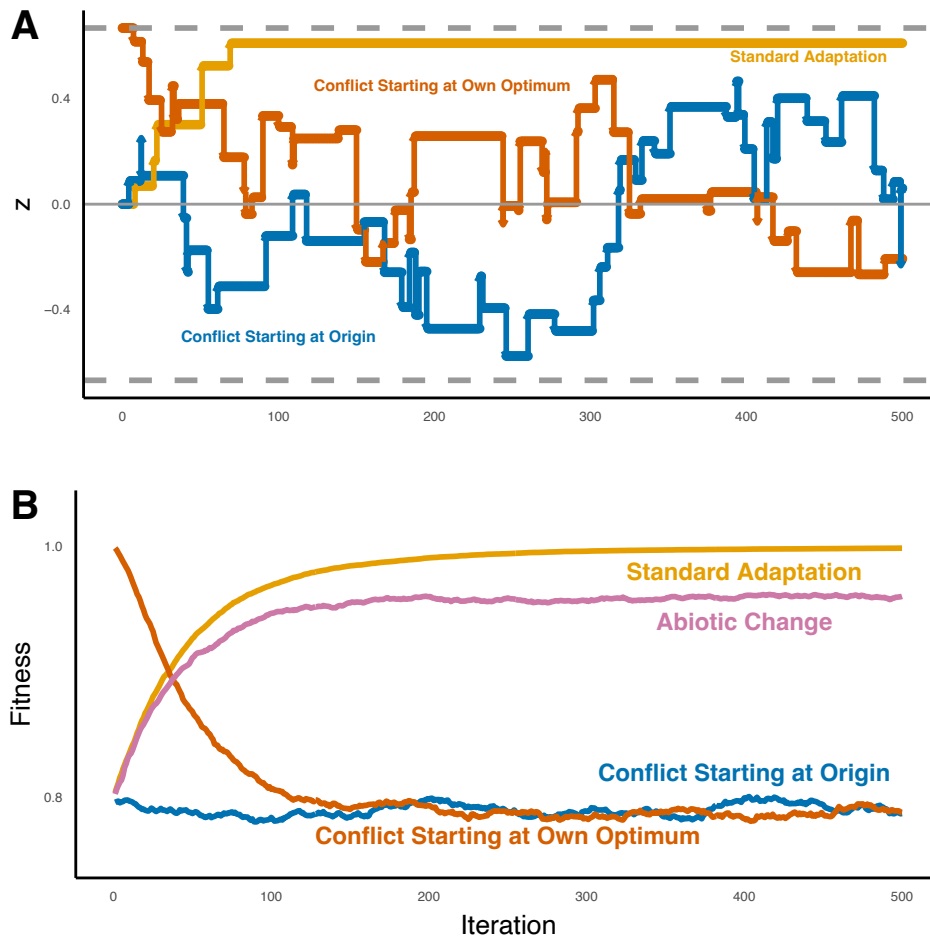 A
Standard Adaptation
Conflict Starting at Own Optimum
0.4
z
0.0
−0.4
Conflict Starting at Origin
0 100 200 300 400 500
B
1.0
Standard Adaptation
Abiotic Change
Fitness
Conflict Starting at Origin
0.8
Conflict Starting at Own Optimum
0 100 200 300 400 500
Iteration